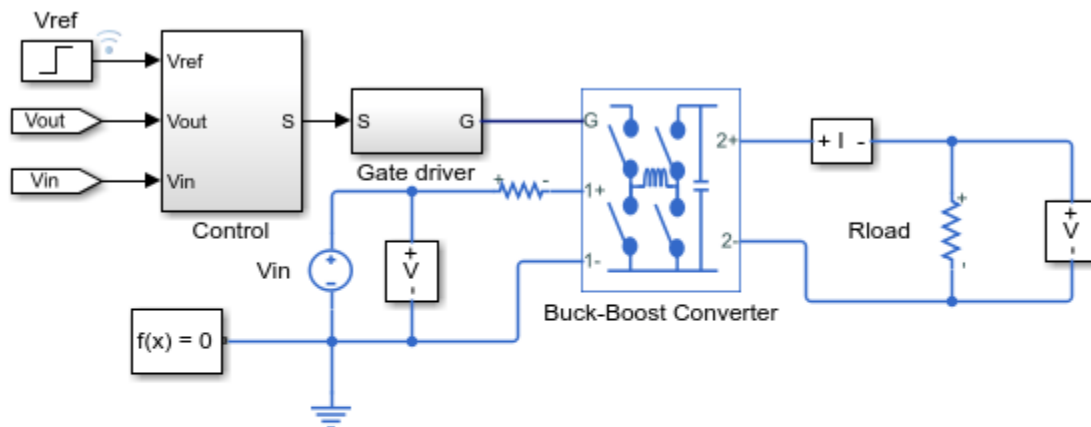 Vref
Vref
Vout
Vout
S
S
G
G
2+
+ I -
Vin
Vin
Gate driver
+
-
1+
+
Control
+
V
-
Rload
+
V
-
2-
-
Vin
+
-
1-
Buck-Boost Converter
f(x) = 0